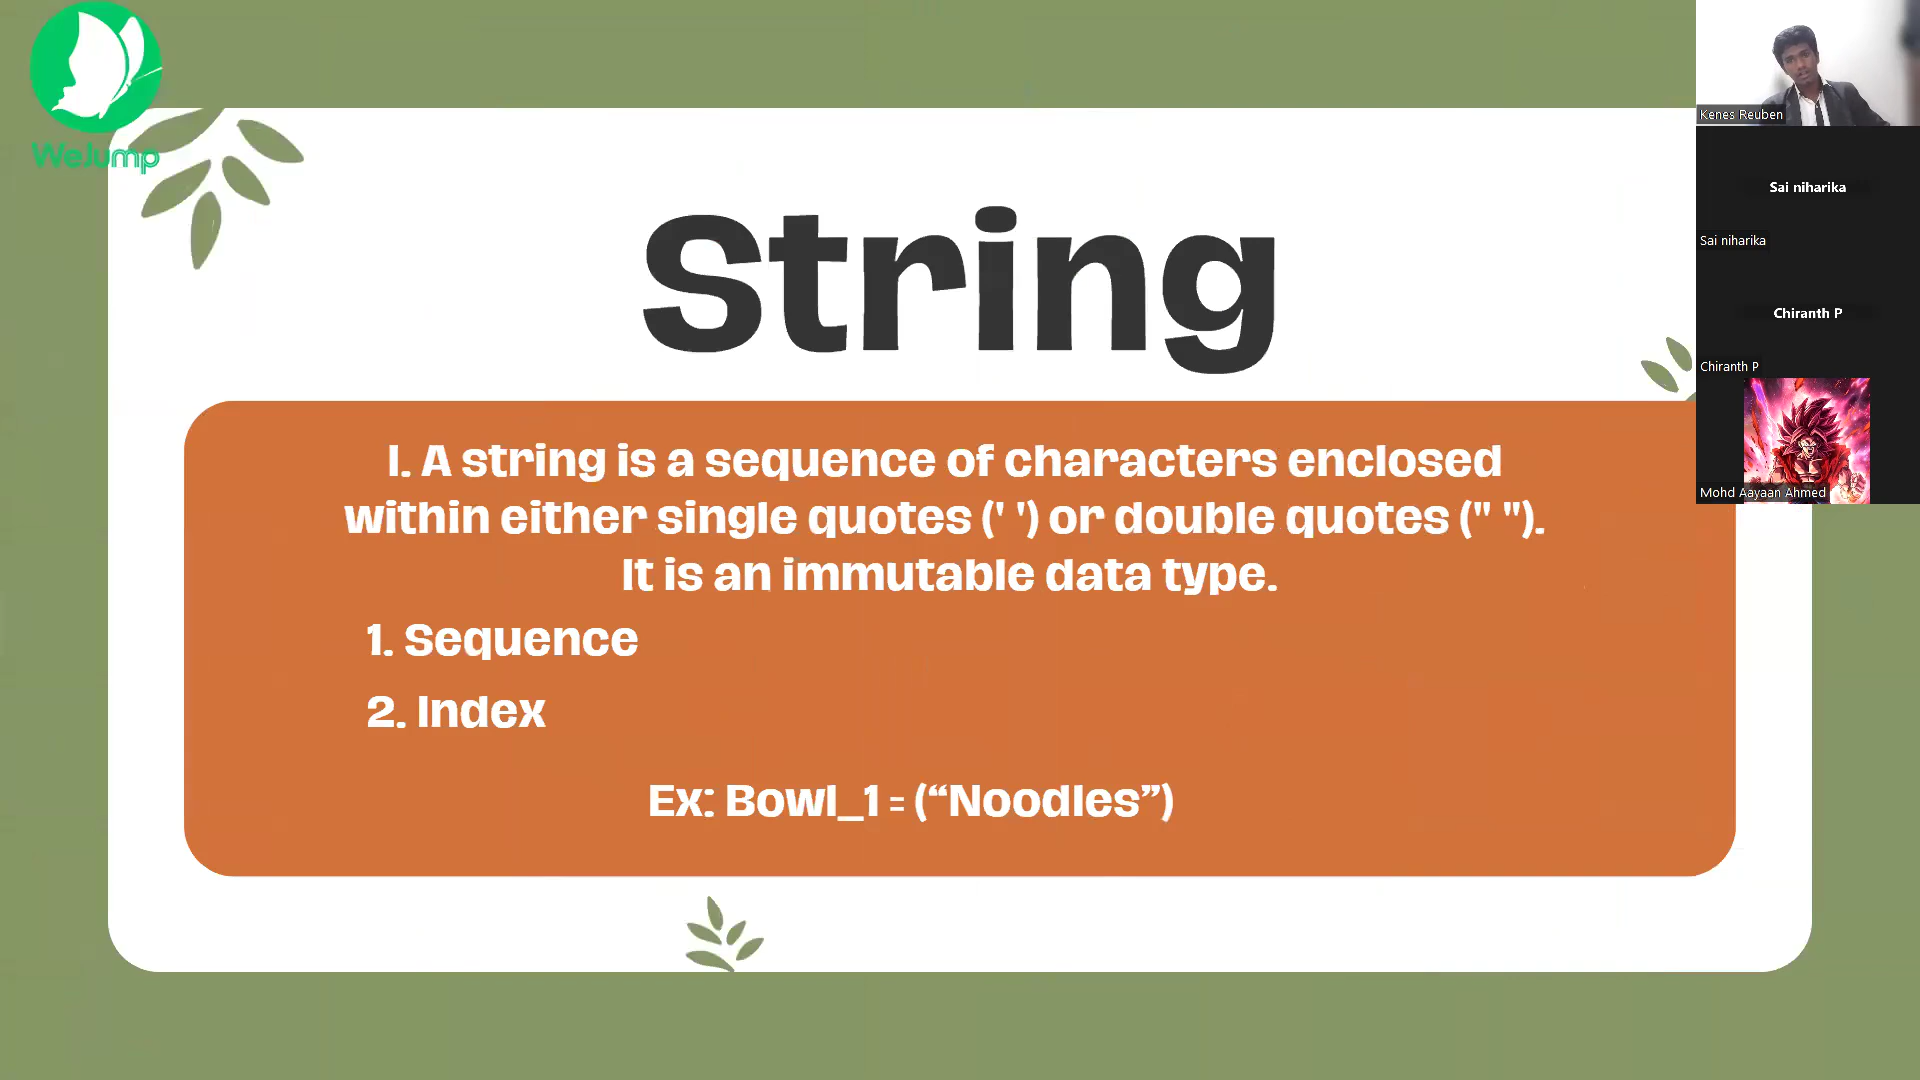 WeJump
String
I. A string is a sequence of characters enclosed
within either single quotes (' ') or double quotes (" ").
It is an immutable data type.
1. Sequence
2. Index
Ex: Bowl_1 = (“Noodles”)
Kenes Reuben
Sai niharika
Sai niharika
Chiranth P
Chiranth P
Mohd Aayaan Ahmed